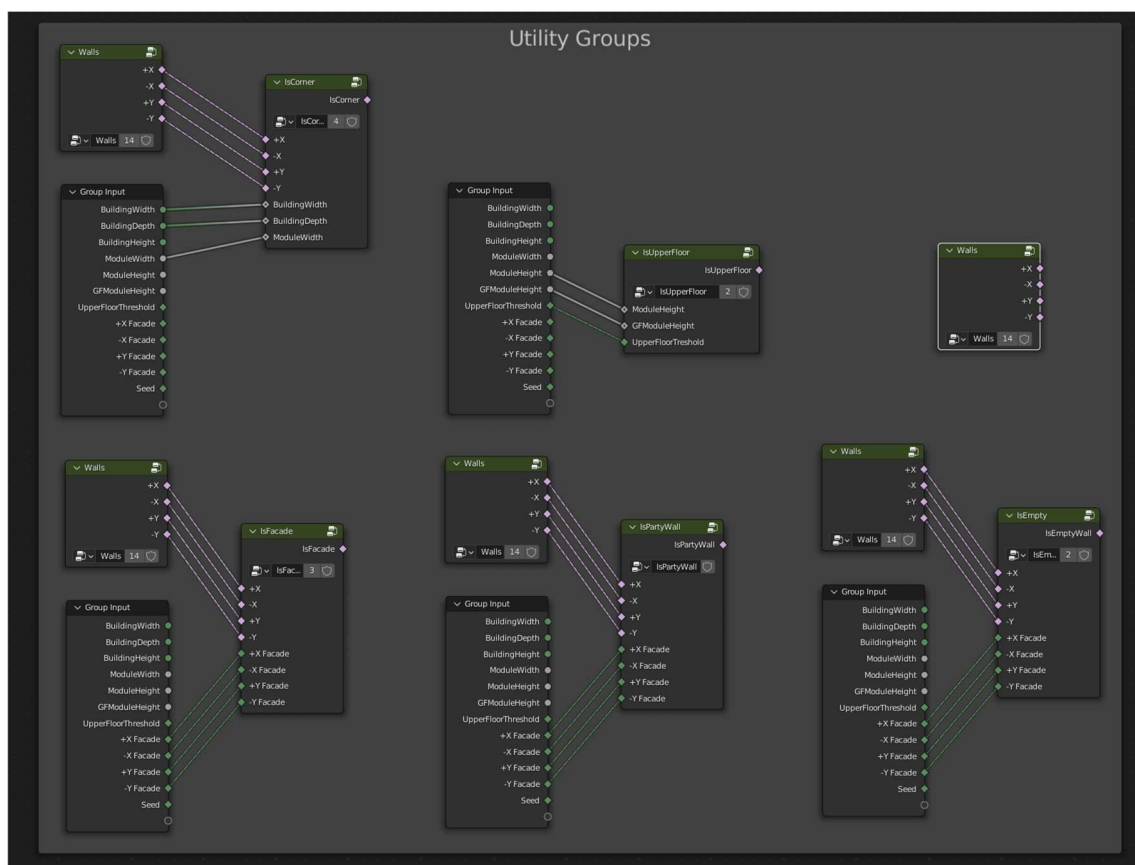 Utility Groups
Walls
+X
-X
+Y
-Y
Walls 14
IsCorner
IsCorner
IsCor... 4
+X
-X
+Y
-Y
BuildingWidth
BuildingDepth
ModuleWidth
Group Input
BuildingWidth
BuildingDepth
BuildingHeight
ModuleWidth
ModuleHeight
GFModuleHeight
UpperFloorThreshold
+X Facade
-X Facade
+Y Facade
-Y Facade
Seed
Group Input
BuildingWidth
BuildingDepth
BuildingHeight
ModuleWidth
ModuleHeight
GFModuleHeight
UpperFloorThreshold
+X Facade
-X Facade
+Y Facade
-Y Facade
Seed
IsUpperFloor
IsUpperFloor
IsUpperFloor 2
ModuleHeight
GFModuleHeight
UpperFloorTreshold
Walls
+X
-X
+Y
-Y
Walls 14
Walls
+X
-X
+Y
-Y
Walls 14
IsFacade
IsFacade
IsFac... 3
+X
-X
+Y
-Y
+X Facade
-X Facade
+Y Facade
-Y Facade
Group Input
BuildingWidth
BuildingDepth
BuildingHeight
ModuleWidth
ModuleHeight
GFModuleHeight
UpperFloorThreshold
+X Facade
-X Facade
+Y Facade
-Y Facade
Seed
Walls
+X
-X
+Y
-Y
Walls 14
IsPartyWall
IsPartyWall
IsPartyWall
+X
-X
+Y
-Y
+X Facade
-X Facade
+Y Facade
-Y Facade
Group Input
BuildingWidth
BuildingDepth
BuildingHeight
ModuleWidth
ModuleHeight
GFModuleHeight
UpperFloorThreshold
+X Facade
-X Facade
+Y Facade
-Y Facade
Seed
Walls
+X
-X
+Y
-Y
Walls 14
IsEmpty
IsEmptyWall
IsEm... 2
+X
-X
+Y
-Y
+X Facade
-X Facade
+Y Facade
-Y Facade
Group Input
BuildingWidth
BuildingDepth
BuildingHeight
ModuleWidth
ModuleHeight
GFModuleHeight
UpperFloorThreshold
+X Facade
-X Facade
+Y Facade
-Y Facade
Seed